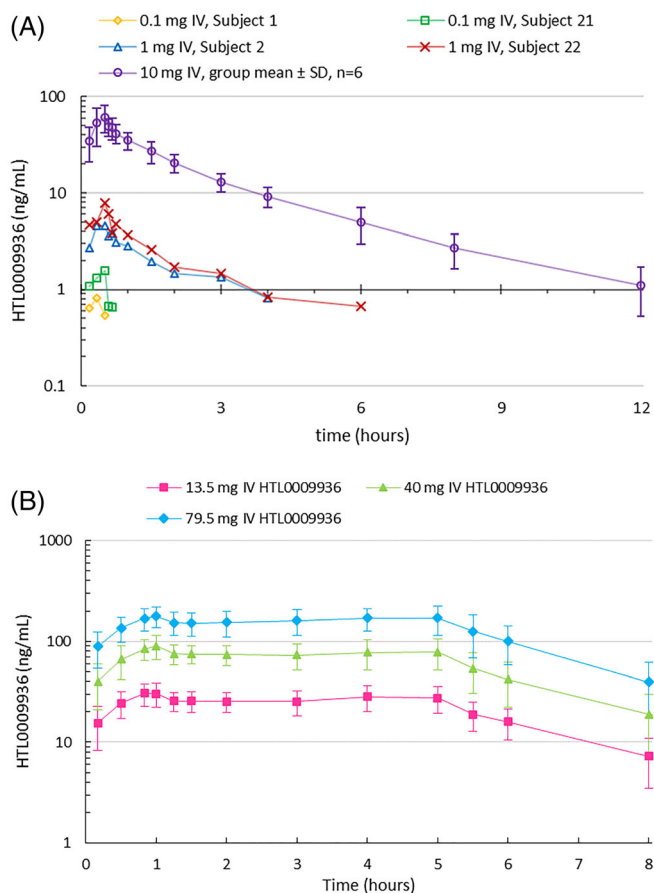 (A)
0.1 mg IV, Subject 1
0.1 mg IV, Subject 21
1 mg IV, Subject 2
1 mg IV, Subject 22
10 mg IV, group mean ± SD, n=6
HTL0009936 (ng/mL)
100
10
1
0.1
0 3 6 9 12
time (hours)
(B)
13.5 mg IV HTL0009936
40 mg IV HTL0009936
79.5 mg IV HTL0009936
HTL0009936 (ng/mL)
1000
100
10
1
0 1 2 3 4 5 6 7 8
Time (hours)